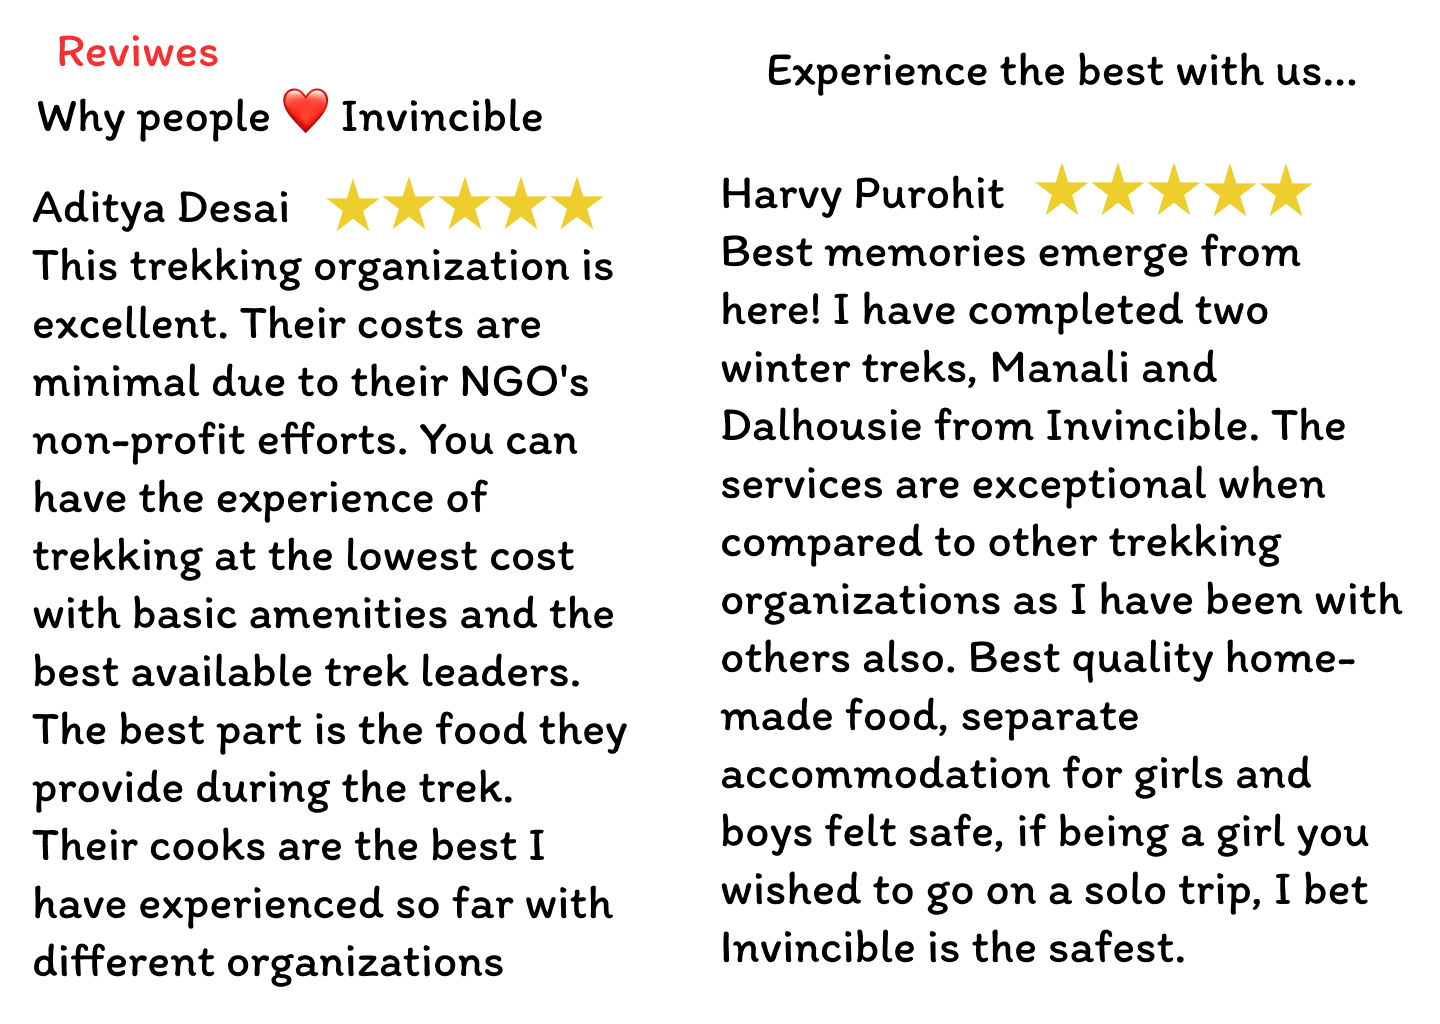 Reviwes
Why people ❤️ Invincible
Aditya Desai ★★★★★
This trekking organization is
excellent. Their costs are
minimal due to their NGO's
non-profit efforts. You can
have the experience of
trekking at the lowest cost
with basic amenities and the
best available trek leaders.
The best part is the food they
provide during the trek.
Their cooks are the best I
have experienced so far with
different organizations
Experience the best with us...
Harvy Purohit ★★★★★
Best memories emerge from
here! I have completed two
winter treks, Manali and
Dalhousie from Invincible. The
services are exceptional when
compared to other trekking
organizations as I have been with
others also. Best quality home-
made food, separate
accommodation for girls and
boys felt safe, if being a girl you
wished to go on a solo trip, I bet
Invincible is the safest.